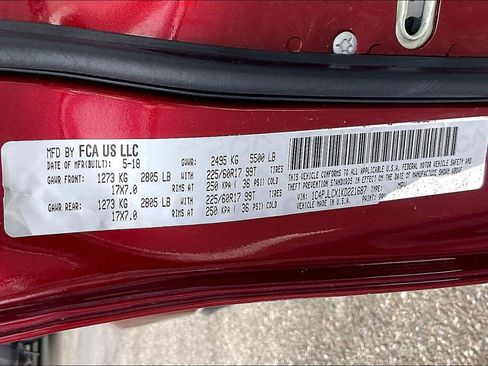 MFD BY FCA US LLC
DATE OF MFR(BUILT): 5-18 GVWR: 2495 KG 5500 LB
GAWR FRONT: 1273 KG 2805 LB WITH 225/60R17 99T TIRES
17X7.0 RIMS AT 250 KPA ( 36 PSI) COLD
GAWR REAR: 1273 KG 2805 LB WITH 225/60R17 99T TIRES
17X7.0 RIMS AT 250 KPA ( 36 PSI) COLD
THIS VEHICLE CONFORMS TO ALL APPLICABLE U.S.A. FEDERAL MOTOR VEHICLE SAFETY AND
THEFT PREVENTION STANDARDS IN EFFECT ON THE DATE OF MANUFACTURE SHOWN ABOVE.
VIN: TYPE: MPV
MADE IN U.S.A. PAINT: